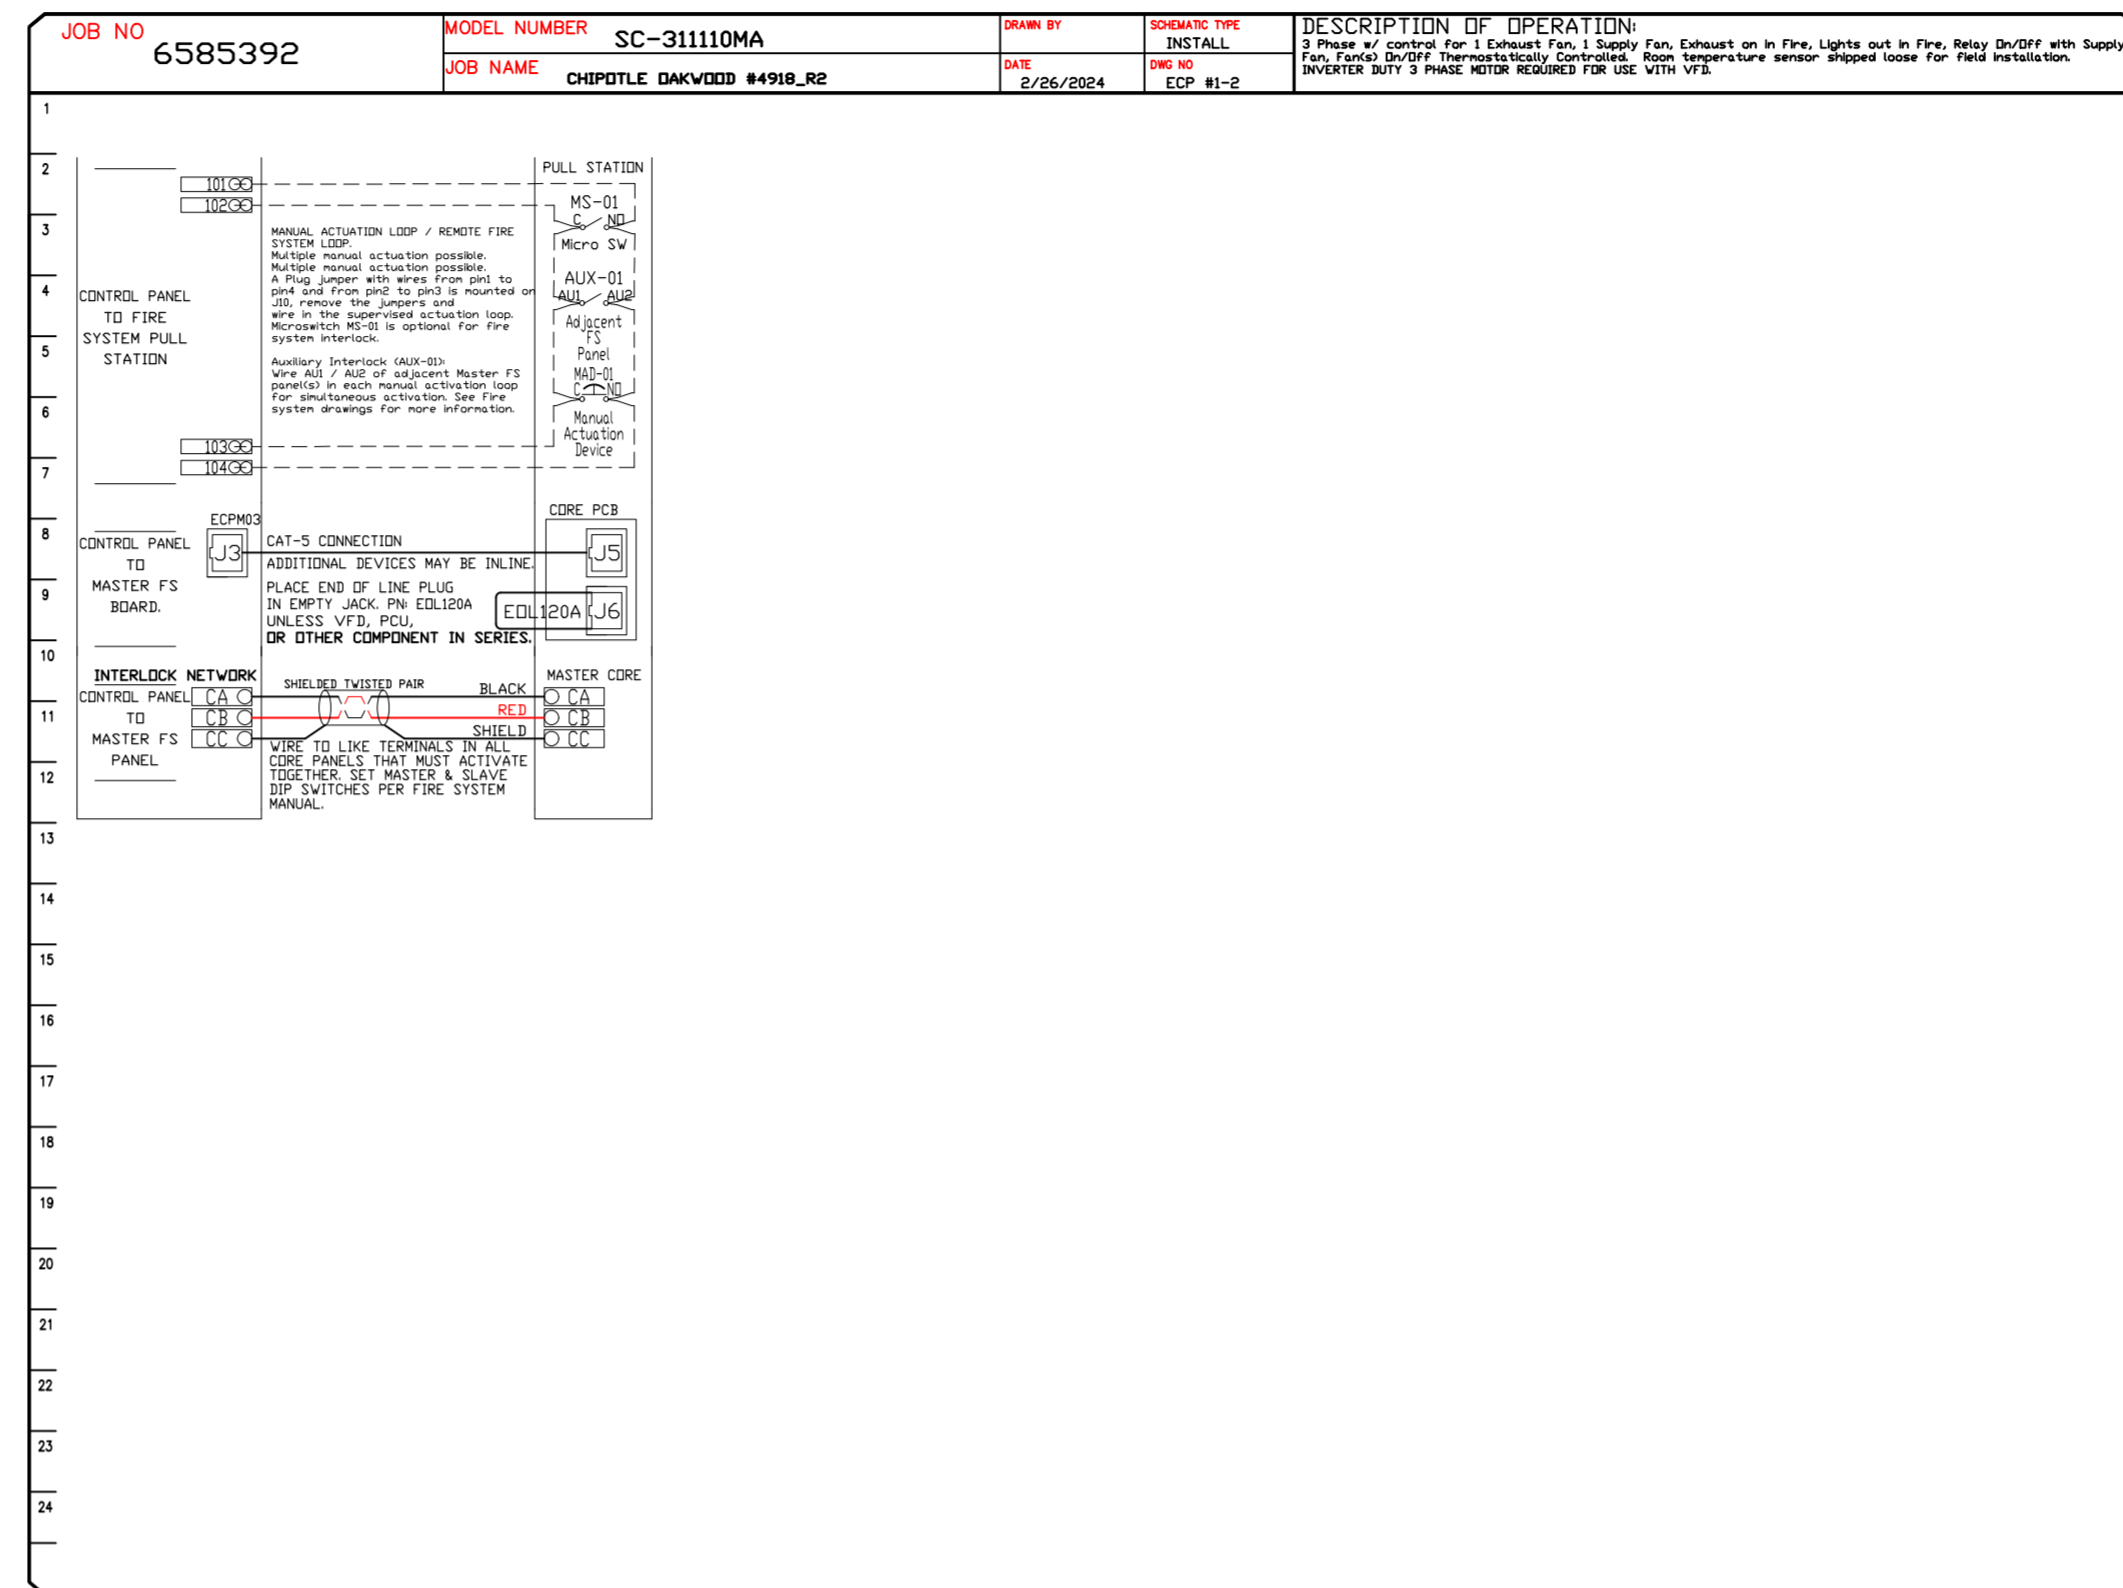 JOB NO
6585392
MODEL NUMBER
SC-311110MA
JOB NAME
CHIPOTLE OAKWOOD #4918_R2
DRAWN BY
DATE
2/26/2024
SCHEMATIC TYPE
INSTALL
DWG NO
ECP #1-2
DESCRIPTION OF OPERATION:
3 Phase w/ control for 1 Exhaust Fan, 1 Supply Fan, Exhaust on in Fire, Lights out in Fire, Relay On/Off with Supply
Fan, Fan(s) On/Off Thermostatically Controlled. Room temperature sensor shipped loose for field installation.
INVERTER DUTY 3 PHASE MOTOR REQUIRED FOR USE WITH VFD.
1
2
3
4
5
6
7
8
9
10
11
12
13
14
15
16
17
18
19
20
21
22
23
24
CONTROL PANEL
TO FIRE
SYSTEM PULL
STATION
101
102
103
104
MANUAL ACTUATION LOOP / REMOTE FIRE
SYSTEM LOOP.
Multiple manual actuation possible.
Multiple manual actuation possible.
A Plug jumper with wires from pin1 to
pin4 and from pin2 to pin3 is mounted on
J10, remove the jumpers and
wire in the supervised actuation loop.
Microswitch MS-01 is optional for fire
system interlock.
Auxiliary Interlock (AUX-01):
Wire AU1 / AU2 of adjacent Master FS
panel(s) in each manual activation loop
for simultaneous activation. See Fire
system drawings for more information.
PULL STATION
MS-01
C NO
Micro SW
AUX-01
AU1 AU2
Adjacent
FS
Panel
MAD-01
C NO
Manual
Actuation
Device
CONTROL PANEL
TO
MASTER FS
BOARD.
ECPM03
J3
CAT-5 CONNECTION
ADDITIONAL DEVICES MAY BE INLINE.
PLACE END OF LINE PLUG
IN EMPTY JACK. PN: EOL120A
UNLESS VFD, PCU,
OR OTHER COMPONENT IN SERIES.
CORE PCB
J5
EOL120A
J6
INTERLOCK NETWORK
CONTROL PANEL
TO
MASTER FS
PANEL
CA
CB
CC
SHIELDED TWISTED PAIR
BLACK
RED
SHIELD
WIRE TO LIKE TERMINALS IN ALL
CORE PANELS THAT MUST ACTIVATE
TOGETHER. SET MASTER & SLAVE
DIP SWITCHES PER FIRE SYSTEM
MANUAL.
MASTER CORE
CA
CB
CC